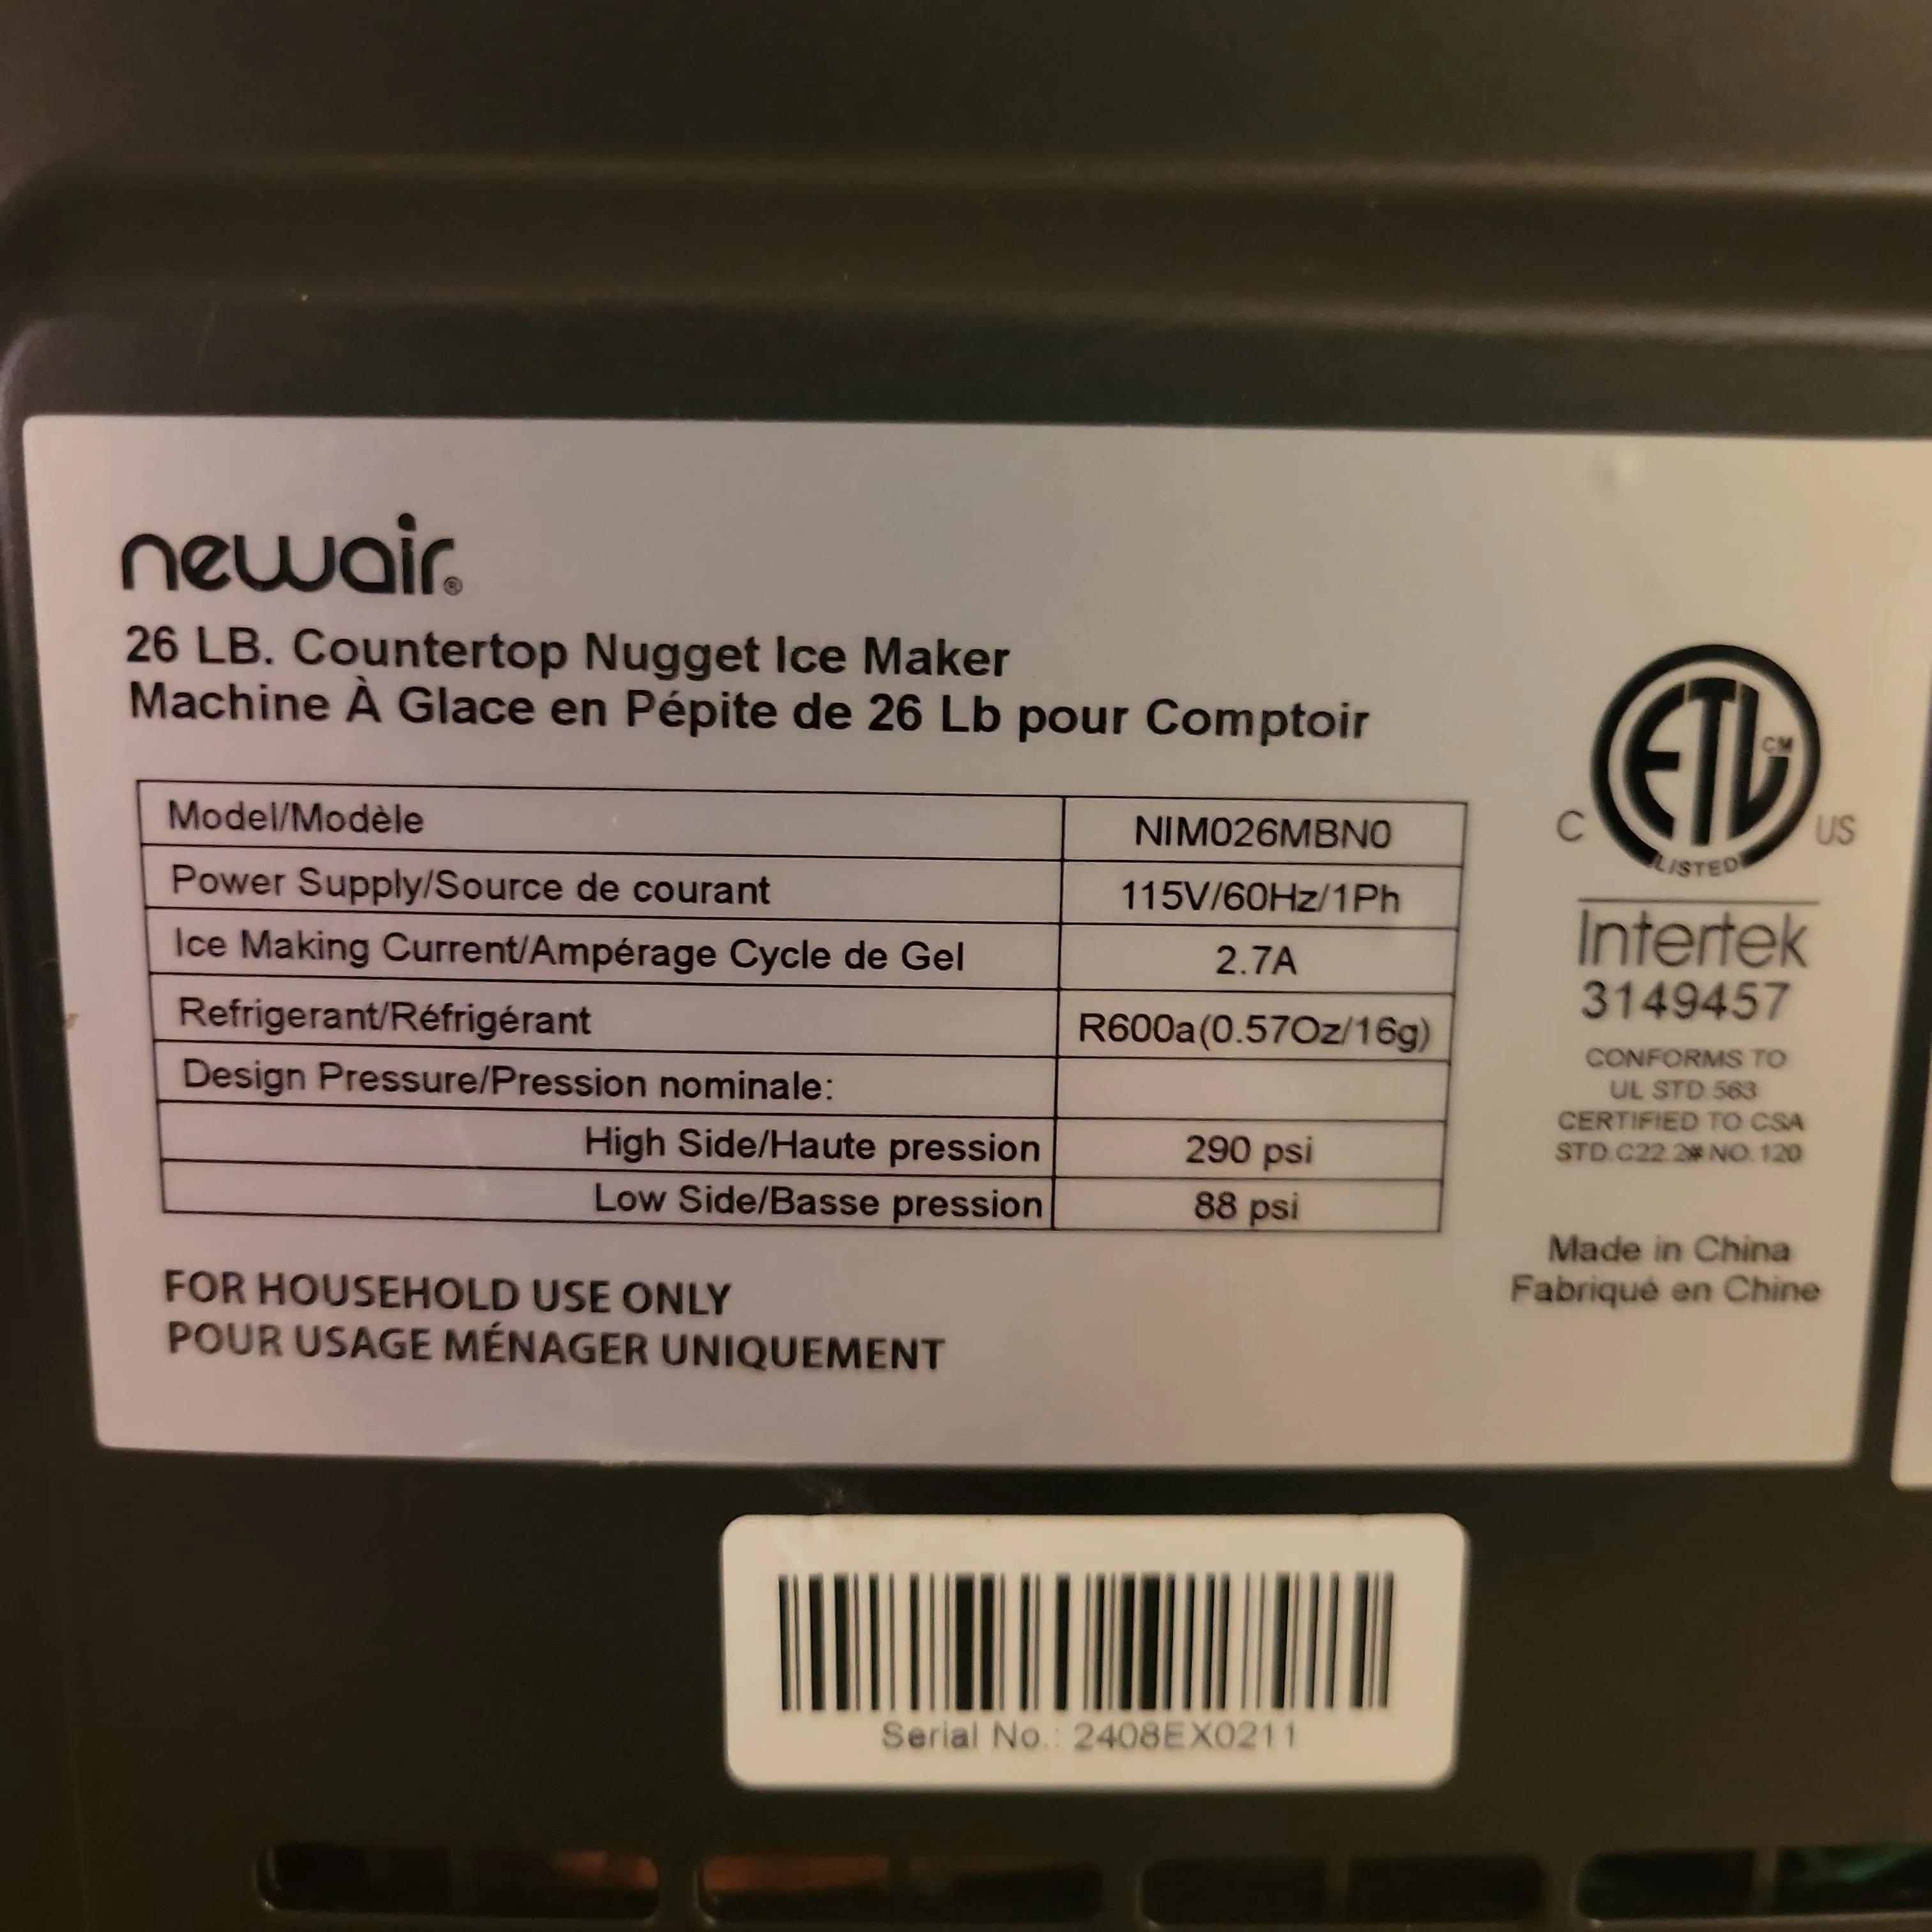 newair®
26 LB. Countertop Nugget Ice Maker
Machine À Glace en Pépite de 26 Lb pour Comptoir
Model/Modèle NIM026MBN0
Power Supply/Source de courant 115V/60Hz/1Ph
Ice Making Current/Ampérage Cycle de Gel 2.7A
Refrigerant/Réfrigérant R600a(0.57Oz/16g)
Design Pressure/Pression nominale:
High Side/Haute pression 290 psi
Low Side/Basse pression 88 psi
FOR HOUSEHOLD USE ONLY
POUR USAGE MÉNAGER UNIQUEMENT
ETL CM
C US
LISTED
Intertek
3149457
CONFORMS TO
UL STD.563
CERTIFIED TO CSA
STD.C22.2# NO.120
Made in China
Fabriqué en Chine
Serial No.: 2408EX0211